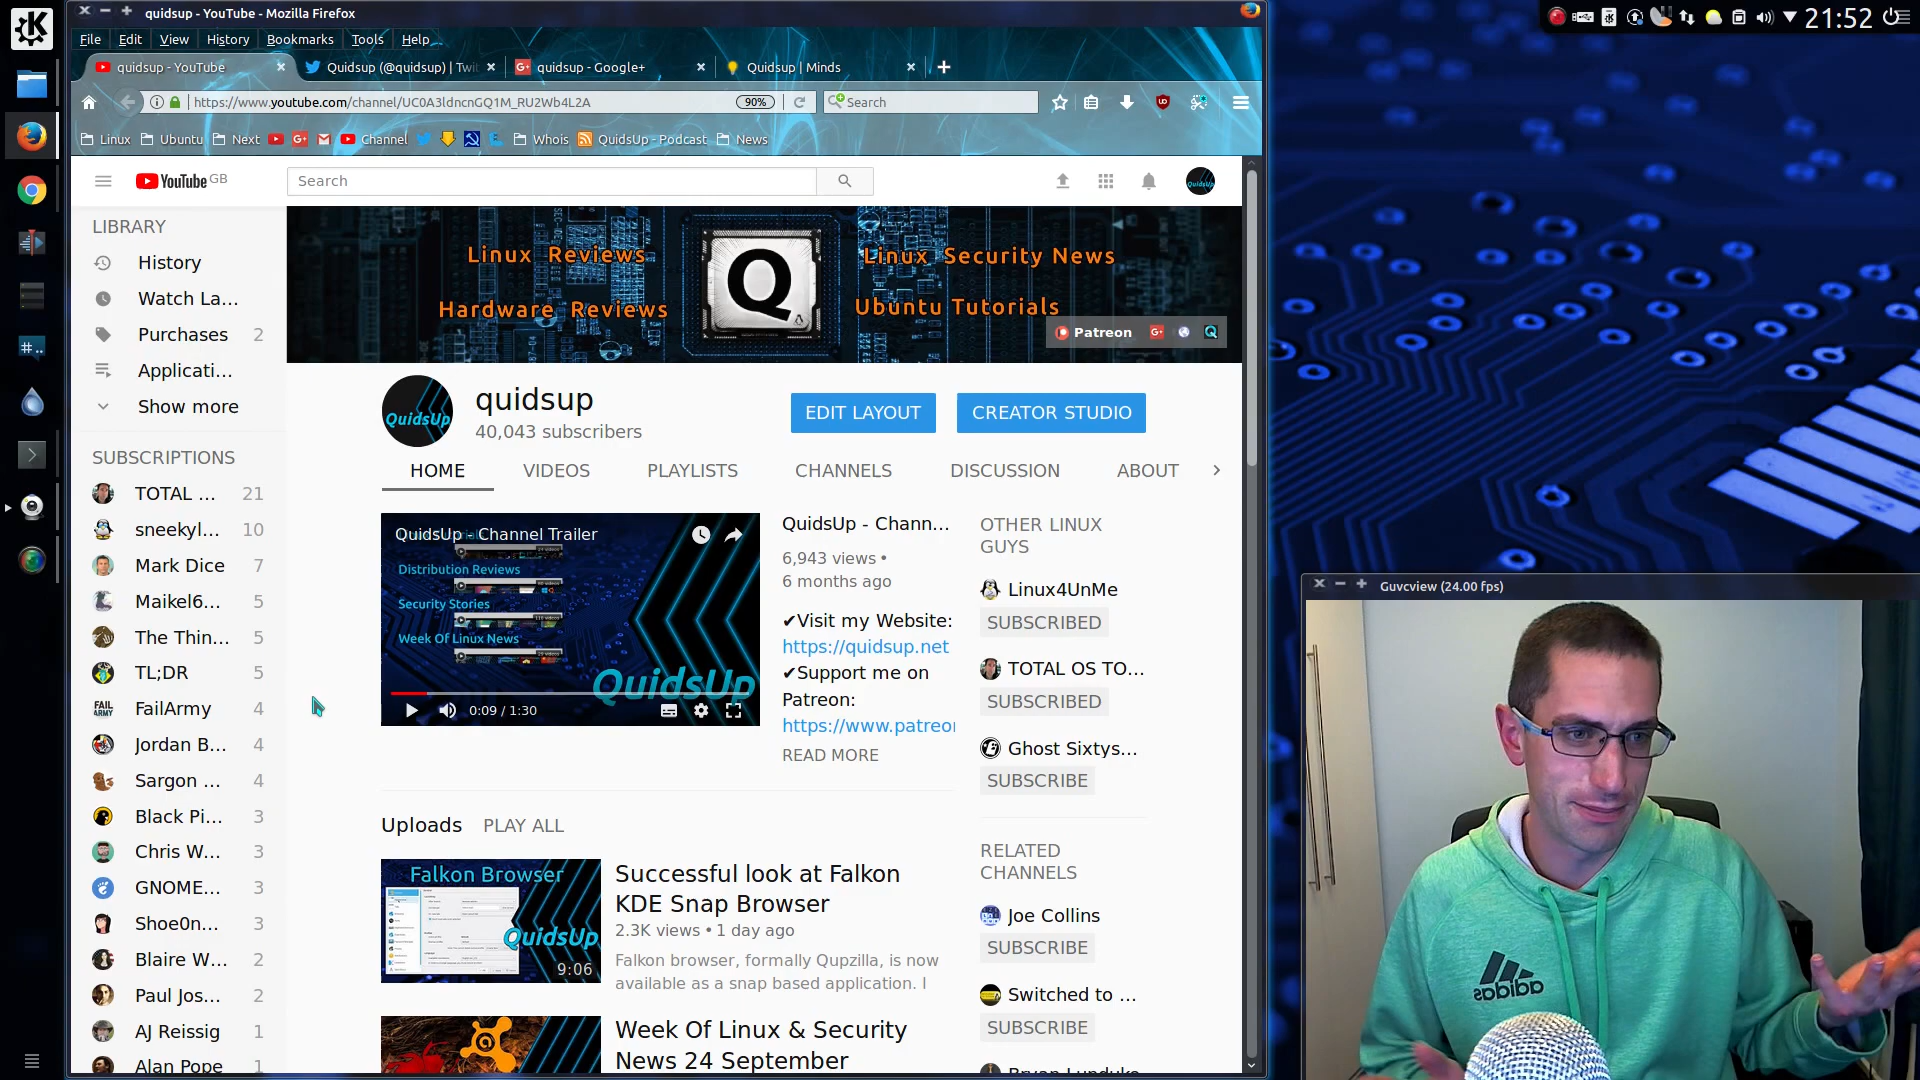 quidsup - YouTube - Mozilla Firefox
21:52
File Edit View History Bookmarks Tools Help
quidsup - YouTube
Quidsup (@quidsup) | Twit
quidsup - Google+
Quidsup | Minds
https://www.youtube.com/channel/UC0A3ldncnGQ1M_RU2Wb4L2A
90%
Search
Linux Ubuntu Next Channel Whois QuidsUp - Podcast News
YouTube GB
Search
LIBRARY
History
Watch La...
Purchases 2
Applicati...
Show more
SUBSCRIPTIONS
TOTAL ... 21
sneekyl... 10
Mark Dice 7
Maikel6... 5
The Thin... 5
TL;DR 5
FailArmy 4
Jordan B... 4
Sargon ... 4
Black Pi... 3
Chris W... 3
GNOME... 3
Shoe0n... 3
Blaire W... 2
Paul Jos... 2
AJ Reissig 1
Alan Pope 1
Linux Reviews
Hardware Reviews
Q
Linux Security News
Ubuntu Tutorials
Patreon
QuidsUp
quidsup
40,043 subscribers
EDIT LAYOUT
CREATOR STUDIO
HOME VIDEOS PLAYLISTS CHANNELS DISCUSSION ABOUT
QuidsUp - Channel Trailer
Distribution Reviews
Security Stories
Week Of Linux News
QuidsUp
0:09 / 1:30
QuidsUp - Chann...
6,943 views •
6 months ago
✔Visit my Website:
https://quidsup.net
✔Support me on
Patreon:
https://www.patreo
READ MORE
OTHER LINUX
GUYS
Linux4UnMe
SUBSCRIBED
TOTAL OS TO...
SUBSCRIBED
Ghost Sixtys...
SUBSCRIBE
Uploads PLAY ALL
Falkon Browser
QuidsUp
9:06
Successful look at Falkon
KDE Snap Browser
2.3K views • 1 day ago
Falkon browser, formally Qupzilla, is now
available as a snap based application. I
Week Of Linux & Security
News 24 September
RELATED
CHANNELS
Joe Collins
SUBSCRIBE
Switched to ...
SUBSCRIBE
Bryan Lunduke
Guvcview (24.00 fps)
adidas